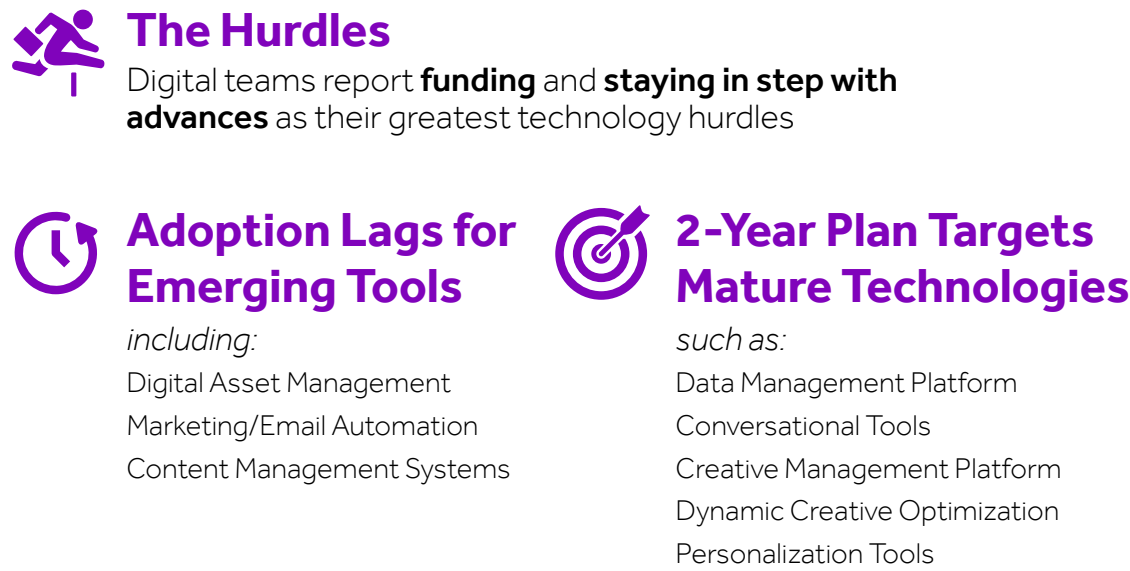 The Hurdles
Digital teams report funding and staying in step with
advances as their greatest technology hurdles
Adoption Lags for
Emerging Tools
including:
Digital Asset Management
Marketing/Email Automation
Content Management Systems
2-Year Plan Targets
Mature Technologies
such as:
Data Management Platform
Conversational Tools
Creative Management Platform
Dynamic Creative Optimization
Personalization Tools